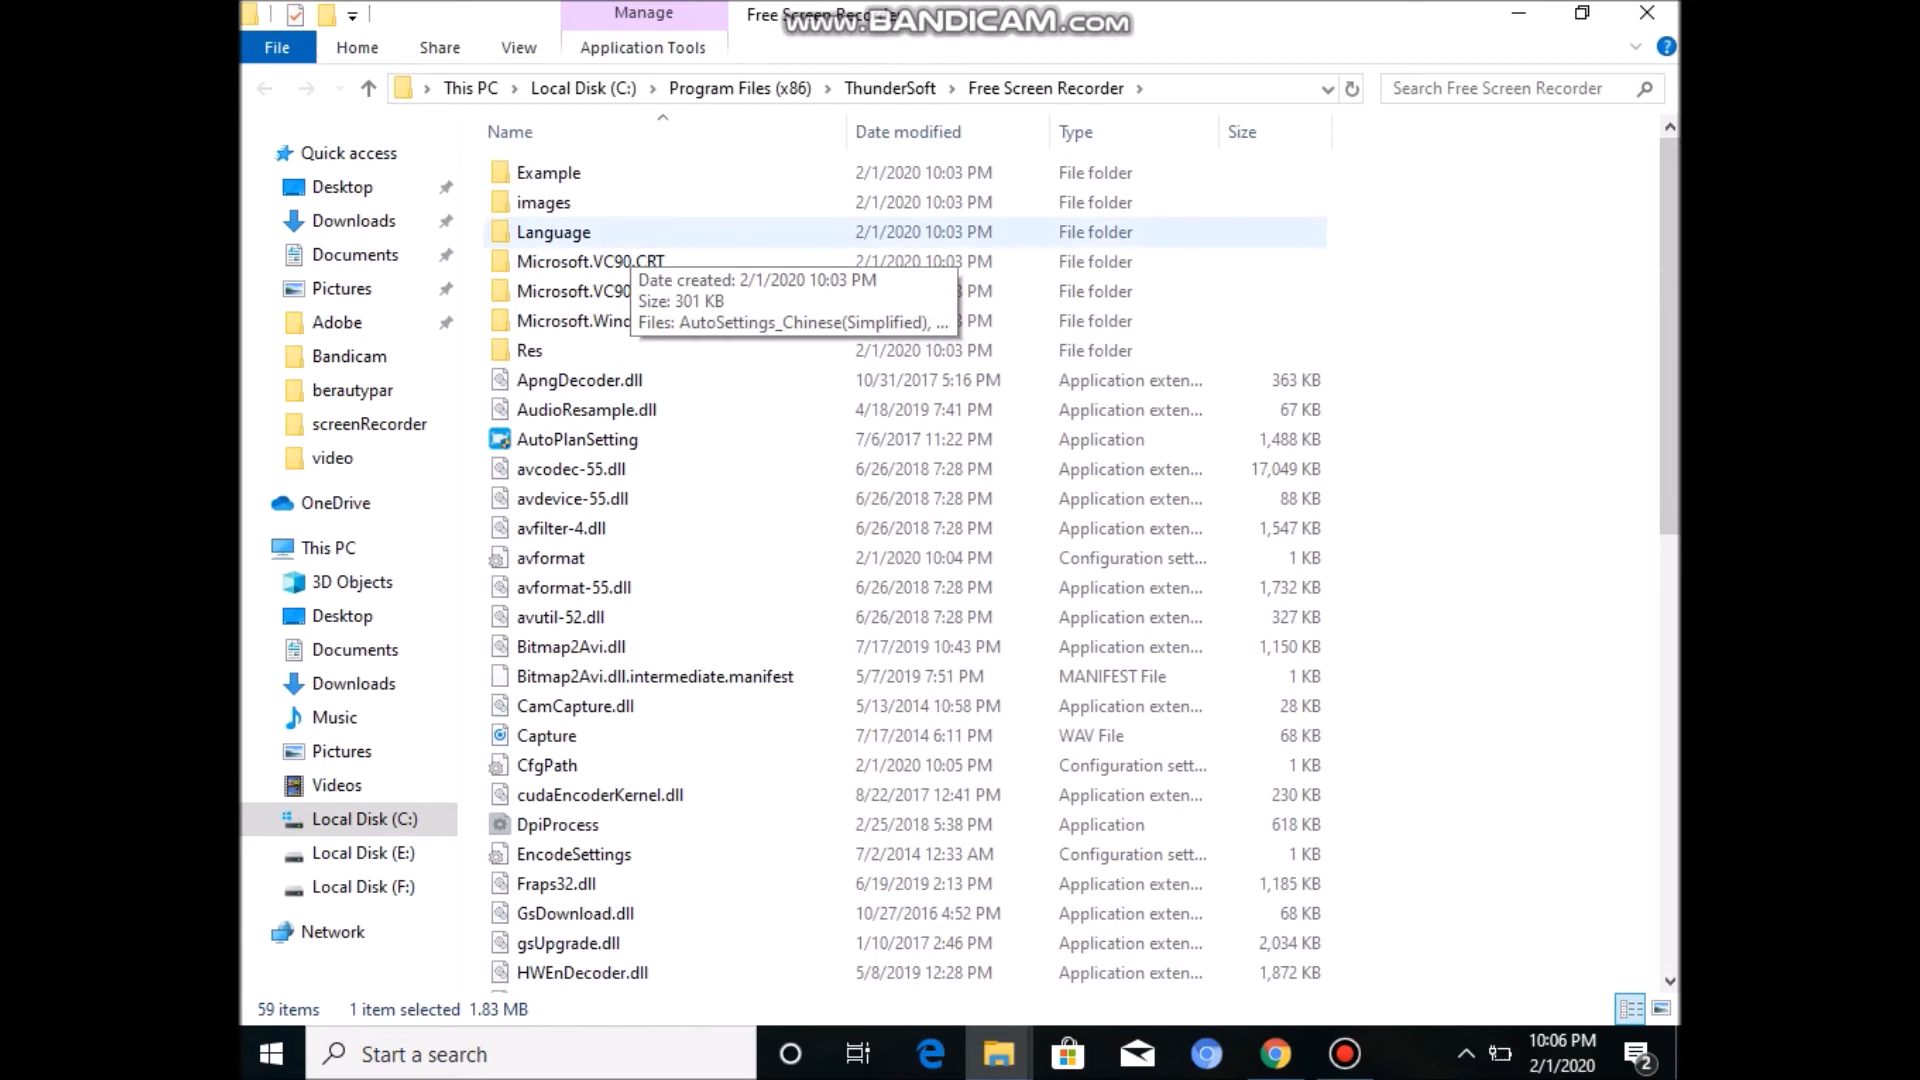 Manage
Free Screen Recorder
www.BANDICAM.com
File
Home
Share
View
Application Tools
This PC
Local Disk (C:)
Program Files (x86)
ThunderSoft
Free Screen Recorder
Search Free Screen Recorder
Name
Date modified
Type
Size
Quick access
Desktop
Downloads
Documents
Pictures
Adobe
Bandicam
berautypar
screenRecorder
video
OneDrive
This PC
3D Objects
Desktop
Documents
Downloads
Music
Pictures
Videos
Local Disk (C:)
Local Disk (E:)
Local Disk (F:)
Network
Example 2/1/2020 10:03 PM File folder
images 2/1/2020 10:03 PM File folder
Language 2/1/2020 10:03 PM File folder
Microsoft.VC90.CRT 2/1/2020 10:03 PM File folder
Microsoft.VC90 3 PM File folder
Microsoft.Wind 3 PM File folder
Date created: 2/1/2020 10:03 PM
Size: 301 KB
Files: AutoSettings_Chinese(Simplified), ...
Res 2/1/2020 10:03 PM File folder
ApngDecoder.dll 10/31/2017 5:16 PM Application exten... 363 KB
AudioResample.dll 4/18/2019 7:41 PM Application exten... 67 KB
AutoPlanSetting 7/6/2017 11:22 PM Application 1,488 KB
avcodec-55.dll 6/26/2018 7:28 PM Application exten... 17,049 KB
avdevice-55.dll 6/26/2018 7:28 PM Application exten... 88 KB
avfilter-4.dll 6/26/2018 7:28 PM Application exten... 1,547 KB
avformat 2/1/2020 10:04 PM Configuration sett... 1 KB
avformat-55.dll 6/26/2018 7:28 PM Application exten... 1,732 KB
avutil-52.dll 6/26/2018 7:28 PM Application exten... 327 KB
Bitmap2Avi.dll 7/17/2019 10:43 PM Application exten... 1,150 KB
Bitmap2Avi.dll.intermediate.manifest 5/7/2019 7:51 PM MANIFEST File 1 KB
CamCapture.dll 5/13/2014 10:58 PM Application exten... 28 KB
Capture 7/17/2014 6:11 PM WAV File 68 KB
CfgPath 2/1/2020 10:05 PM Configuration sett... 1 KB
cudaEncoderKernel.dll 8/22/2017 12:41 PM Application exten... 230 KB
DpiProcess 2/25/2018 5:38 PM Application 618 KB
EncodeSettings 7/2/2014 12:33 AM Configuration sett... 1 KB
Fraps32.dll 6/19/2019 2:13 PM Application exten... 1,185 KB
GsDownload.dll 10/27/2016 4:52 PM Application exten... 68 KB
gsUpgrade.dll 1/10/2017 2:46 PM Application exten... 2,034 KB
HWEnDecoder.dll 5/8/2019 12:28 PM Application exten... 1,872 KB
59 items 1 item selected 1.83 MB
Start a search
10:06 PM
2/1/2020
2